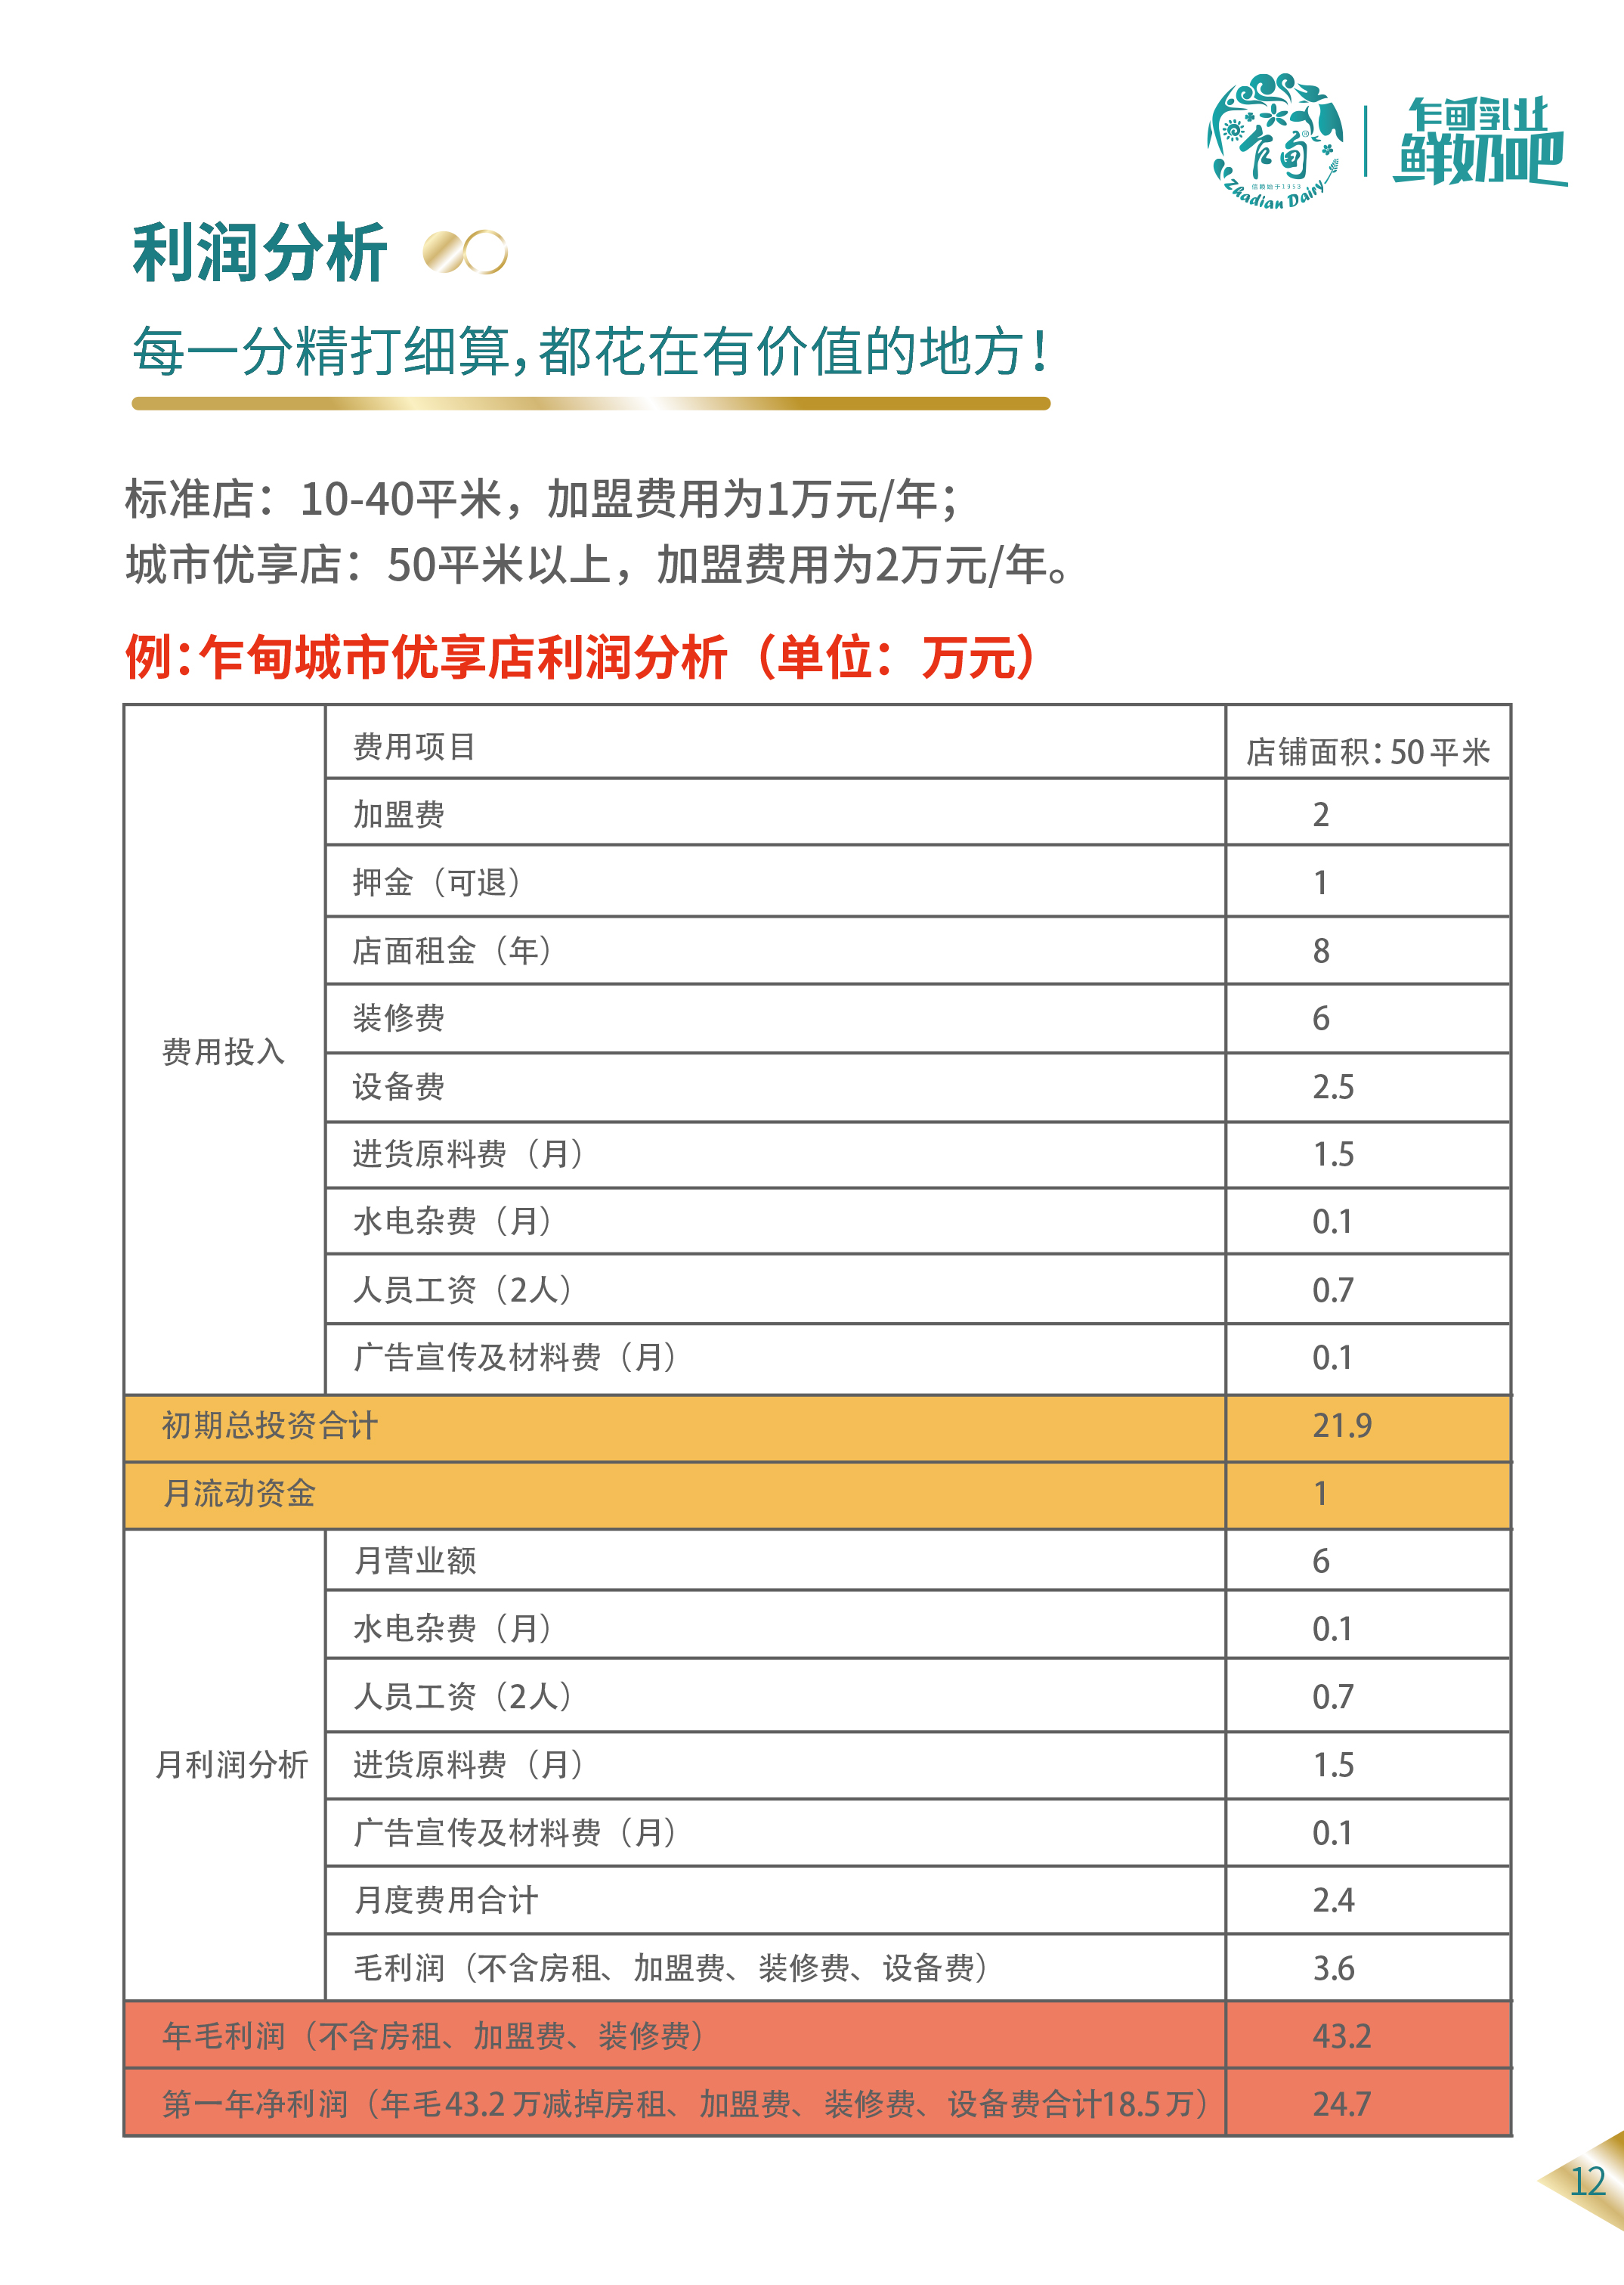 乍甸
信赖始于1953
Zhadian Dairy
乍甸乳业
鲜奶吧
利润分析
每一分精打细算，都花在有价值的地方！
标准店：10-40平米，加盟费用为1万元/年；
城市优享店：50平米以上，加盟费用为2万元/年。
例：乍甸城市优享店利润分析（单位：万元）
费用投入
费用项目 店铺面积：50平米
加盟费 2
押金（可退） 1
店面租金（年） 8
装修费 6
设备费 2.5
进货原料费（月） 1.5
水电杂费（月） 0.1
人员工资（2人） 0.7
广告宣传及材料费（月） 0.1
初期总投资合计 21.9
月流动资金 1
月利润分析
月营业额 6
水电杂费（月） 0.1
人员工资（2人） 0.7
进货原料费（月） 1.5
广告宣传及材料费（月） 0.1
月度费用合计 2.4
毛利润（不含房租、加盟费、装修费、设备费） 3.6
年毛利润（不含房租、加盟费、装修费） 43.2
第一年净利润（年毛43.2万减掉房租、加盟费、装修费、设备费合计18.5万） 24.7
12